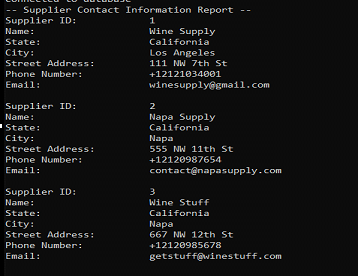 Connected to database
-- Supplier Contact Information Report --
Supplier ID: 1
Name: Wine Supply
State: California
City: Los Angeles
Street Address: 111 NW 7th St
Phone Number: +12121034001
Email: winesupply@gmail.com

Supplier ID: 2
Name: Napa Supply
State: California
City: Napa
Street Address: 555 NW 11th St
Phone Number: +12120987654
Email: contact@napasupply.com

Supplier ID: 3
Name: Wine Stuff
State: California
City: Napa
Street Address: 667 NW 12th St
Phone Number: +12120985678
Email: getstuff@winestuff.com